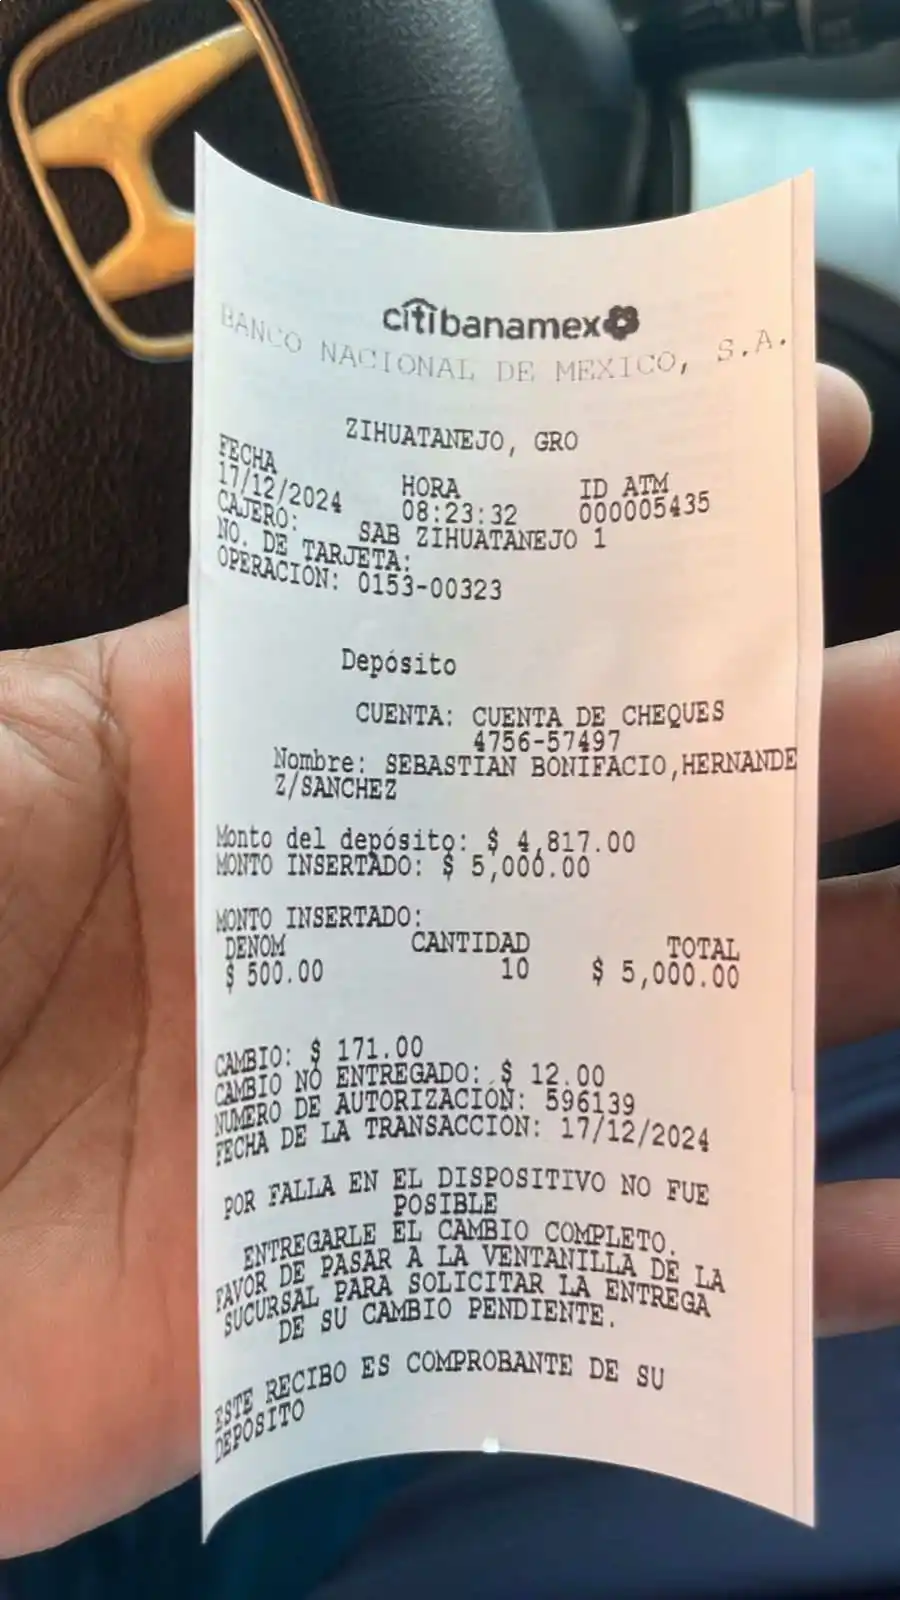 citibanamex
BANCO NACIONAL DE MEXICO, S.A.
ZIHUATANEJO, GRO
FECHA HORA ID ATM
17/12/2024 08:23:32 000005435
CAJERO: SAB ZIHUATANEJO 1
NO. DE TARJETA:
OPERACIÓN: 0153-00323
Depósito
CUENTA: CUENTA DE CHEQUES
4756-57497
Nombre: SEBASTIAN BONIFACIO,HERNANDE
Z/SANCHEZ
Monto del depósito: $ 4,817.00
MONTO INSERTADO: $ 5,000.00
MONTO INSERTADO:
DENOM CANTIDAD TOTAL
$ 500.00 10 $ 5,000.00
CAMBIO: $ 171.00
CAMBIO NO ENTREGADO: $ 12.00
NUMERO DE AUTORIZACIÓN: 596139
FECHA DE LA TRANSACCIÓN: 17/12/2024
POR FALLA EN EL DISPOSITIVO NO FUE
POSIBLE
ENTREGARLE EL CAMBIO COMPLETO.
FAVOR DE PASAR A LA VENTANILLA DE LA
SUCURSAL PARA SOLICITAR LA ENTREGA
DE SU CAMBIO PENDIENTE.
ESTE RECIBO ES COMPROBANTE DE SU
DEPÓSITO